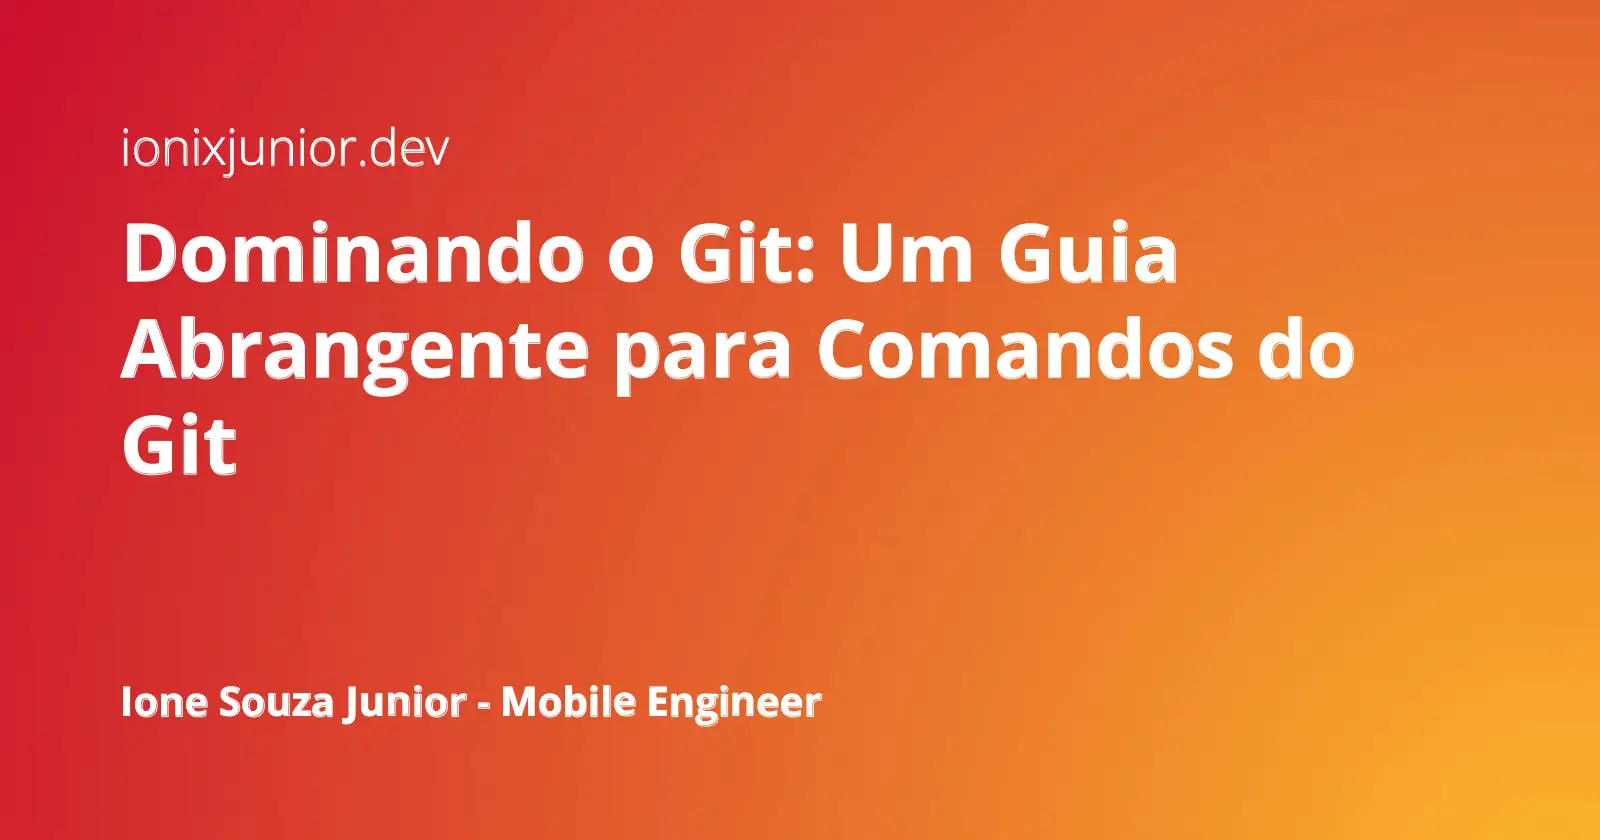 ionixjunior.dev
Dominando o Git: Um Guia
Abrangente para Comandos do
Git
Ione Souza Junior - Mobile Engineer